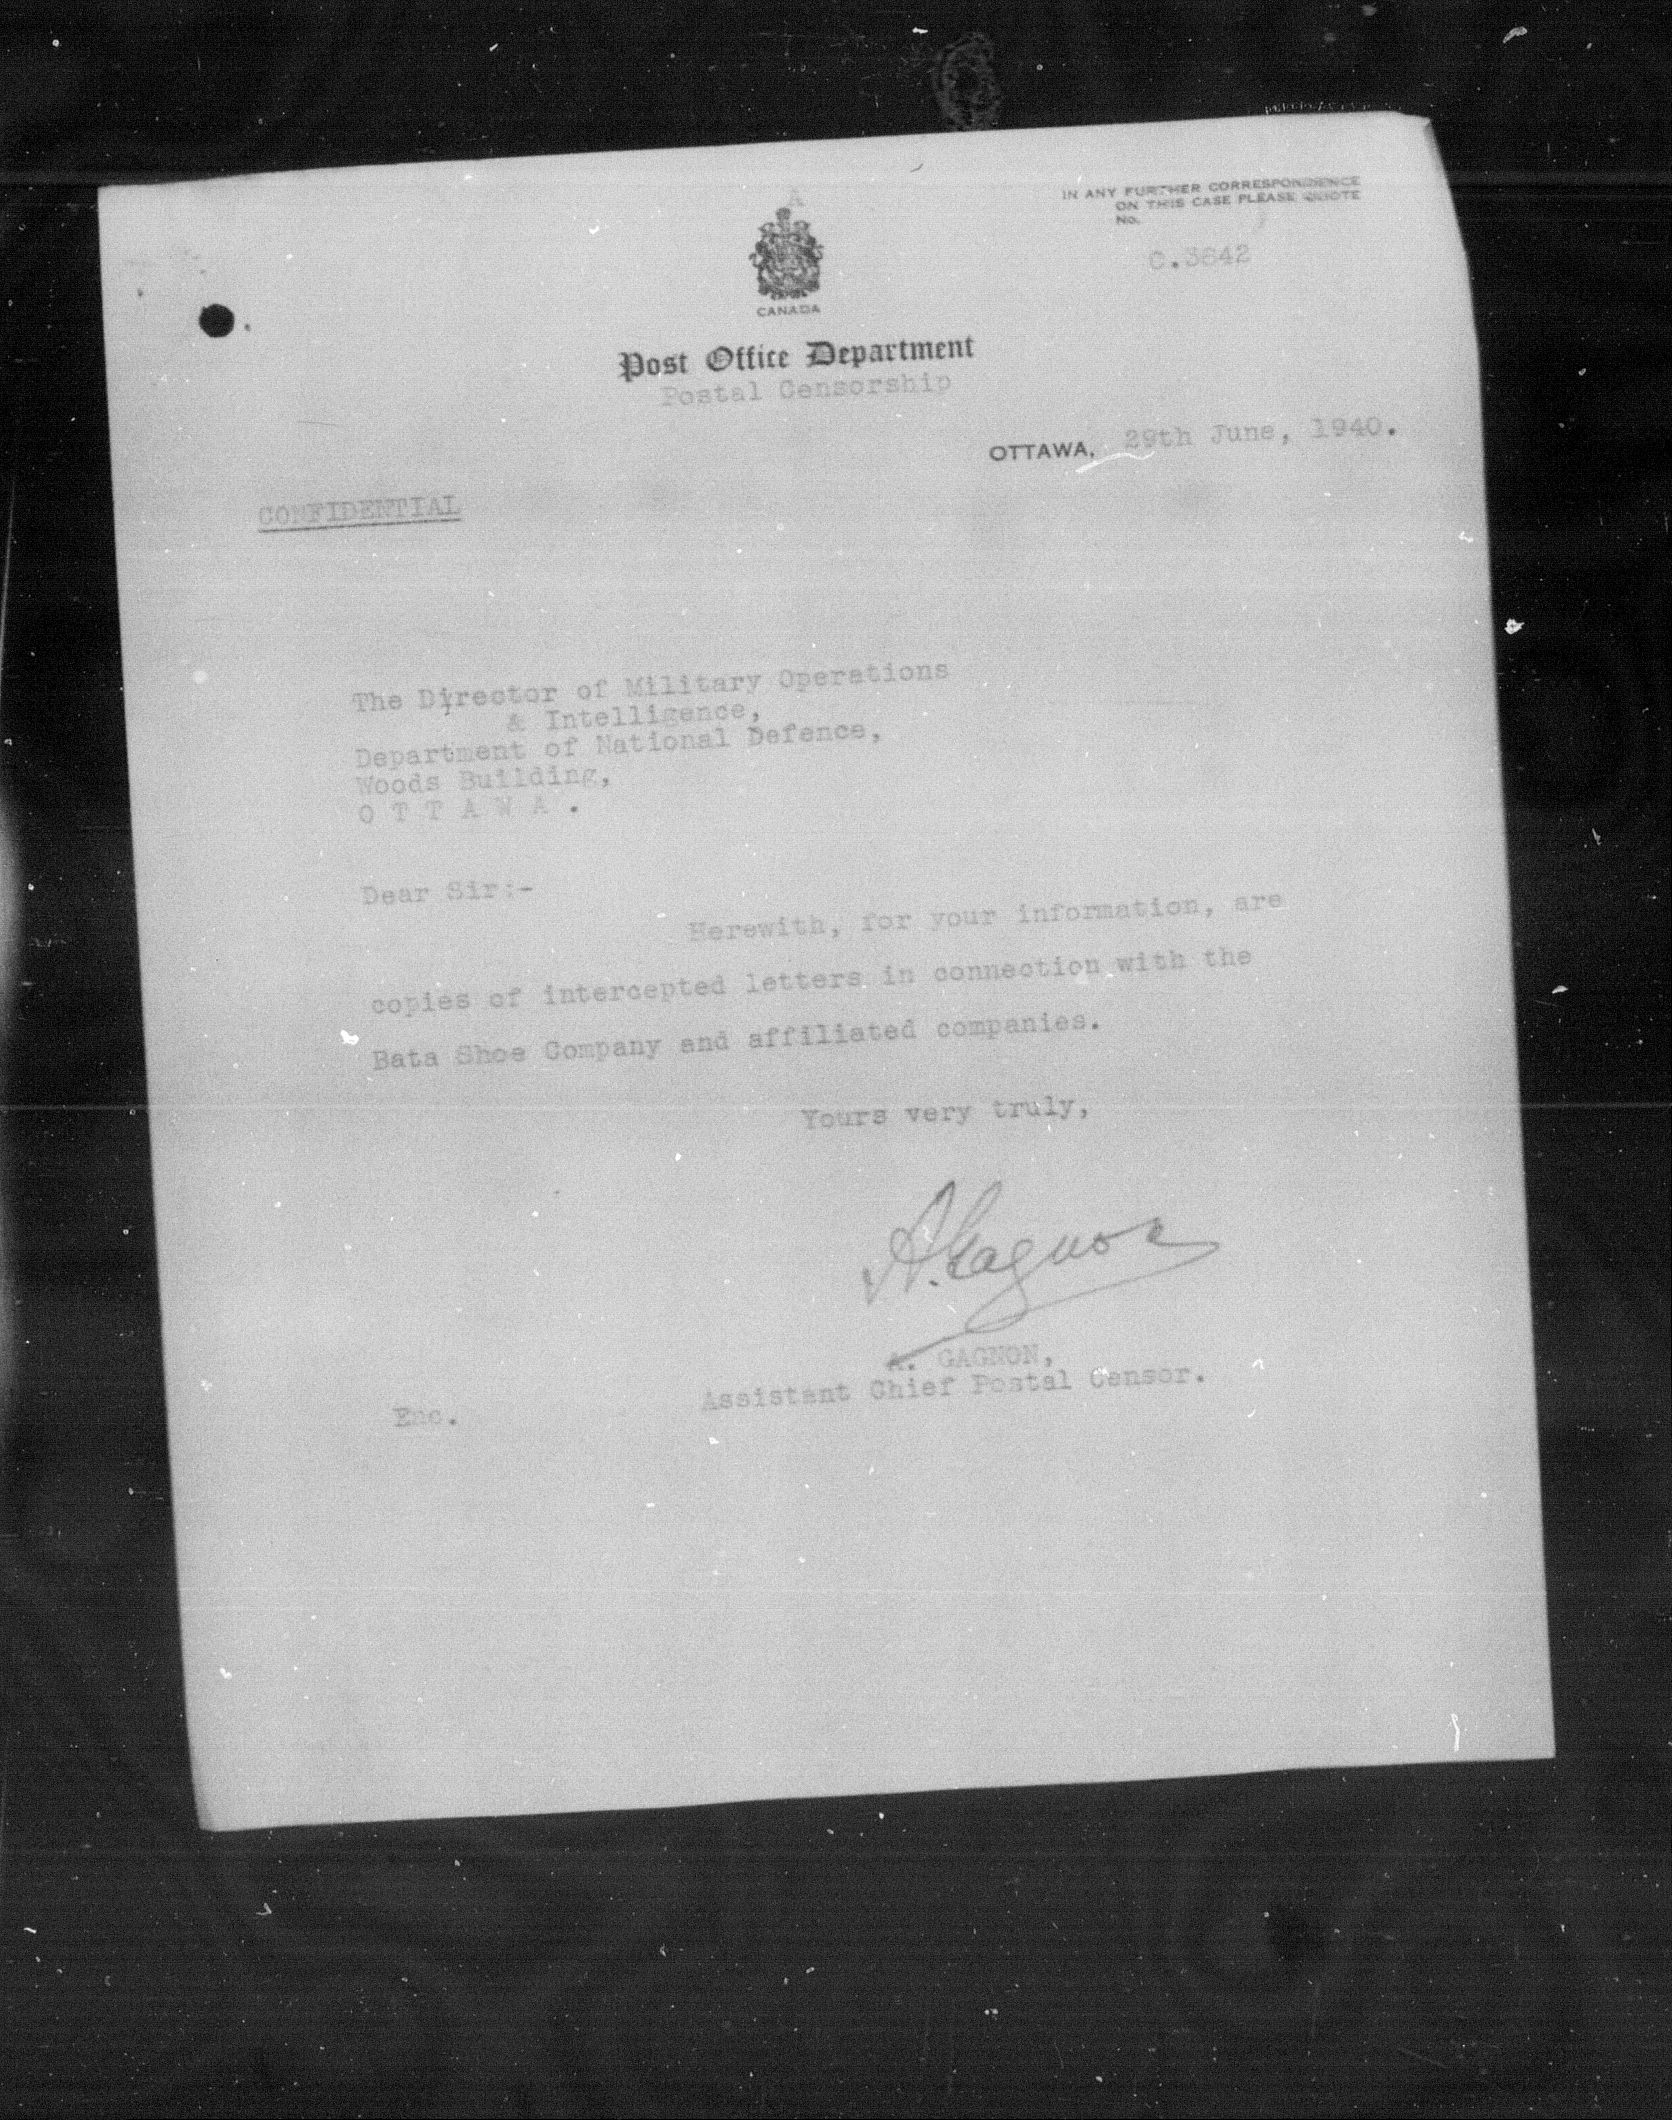 A
IN ANY FURTHER CORRESPONDENCE
ON THIS CASE PLEASE QUOTE
No.
C.3642
CANADA
Post Office Department
Postal Censorship
OTTAWA, 29th June, 1940.
CONFIDENTIAL
The Director of Military Operations
& Intelligence,
Department of National Defence,
Woods Building,
O T T A W A .
Dear Sir:-
Herewith, for your information, are
copies of intercepted letters in connection with the
Bata Shoe Company and affiliated companies.
Yours very truly,
A. Gagnon
A. GAGNON,
Assistant Chief Postal Censor.
Enc.